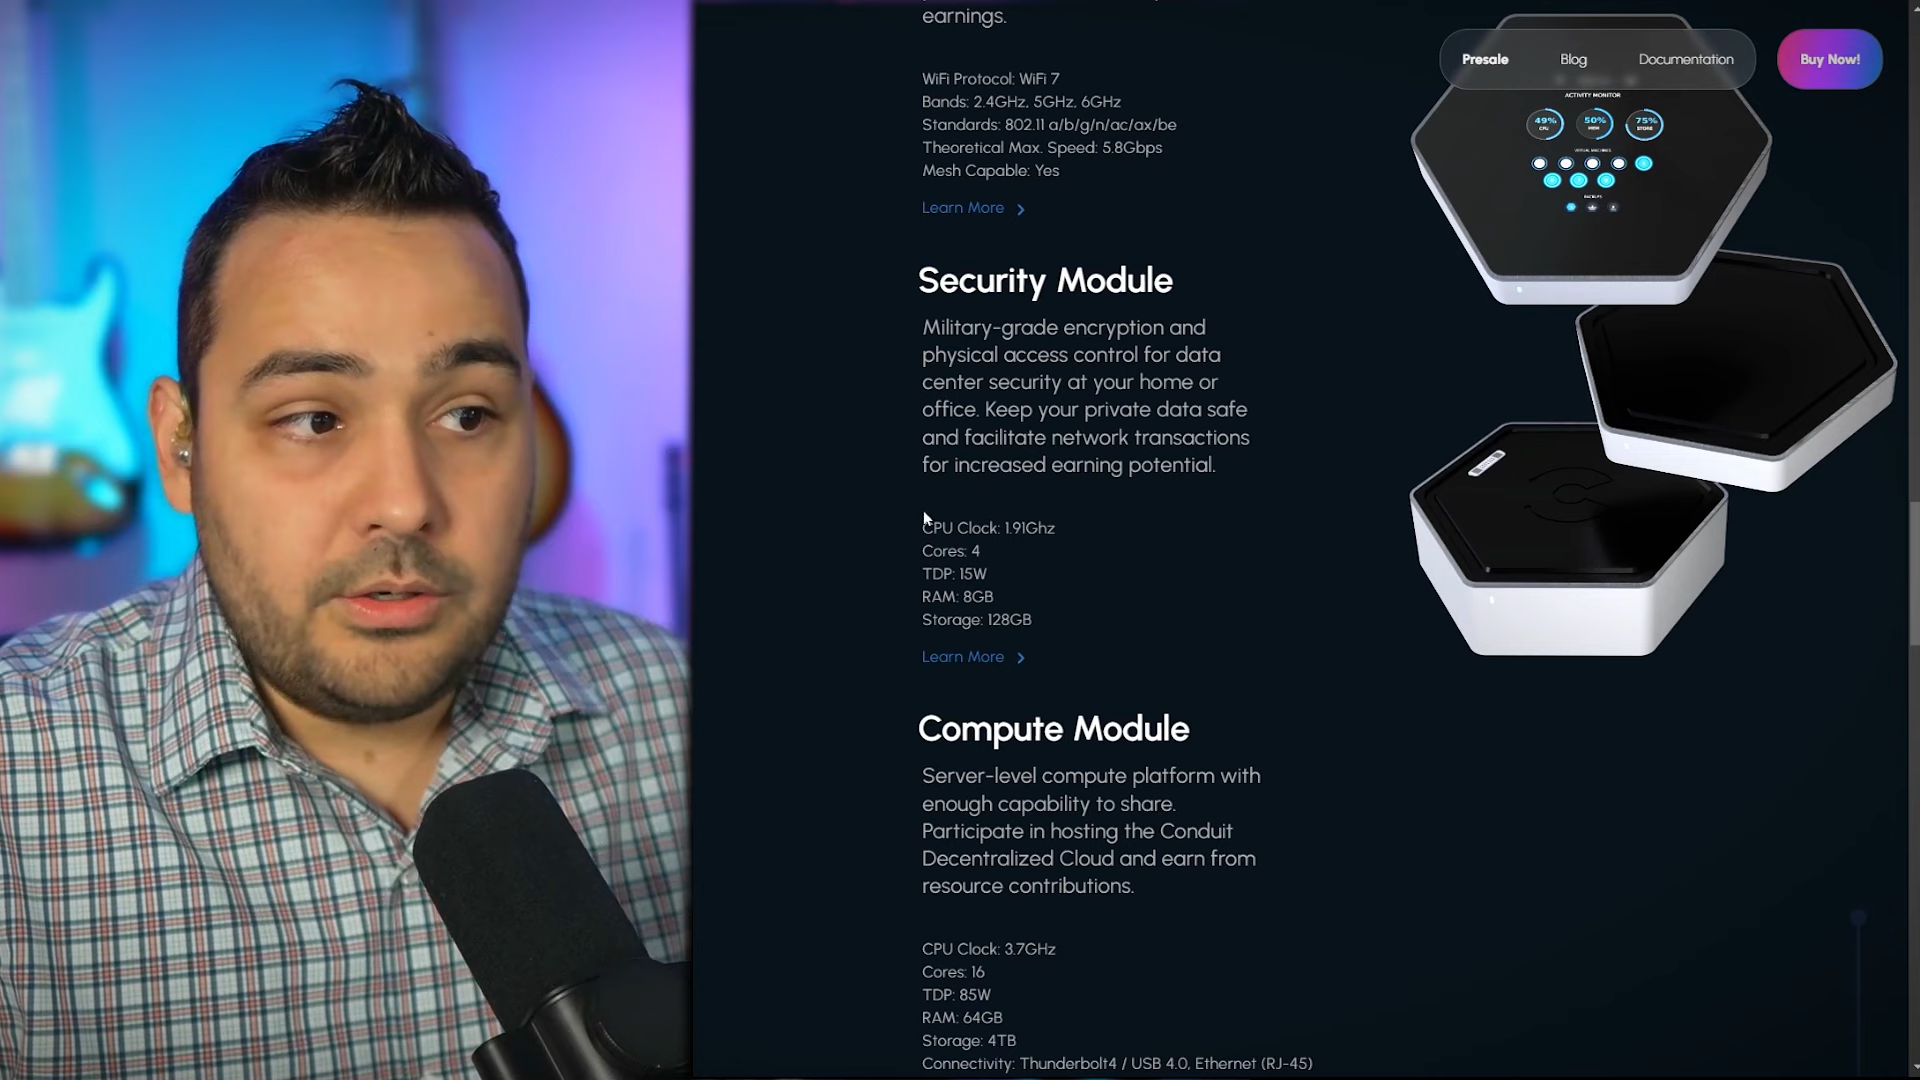 earnings.
Presale
Blog
Documentation
Buy Now!
WiFi Protocol: WiFi 7
Bands: 2.4GHz, 5GHz, 6GHz
Standards: 802.11 a/b/g/n/ac/ax/be
Theoretical Max. Speed: 5.8Gbps
Mesh Capable: Yes
Learn More
ACTIVITY MONITOR
49%
CPU
50%
MEM
75%
STORE
VIRTUAL MACHINES
BACKUPS
Security Module
Military-grade encryption and
physical access control for data
center security at your home or
office. Keep your private data safe
and facilitate network transactions
for increased earning potential.
CPU Clock: 1.91Ghz
Cores: 4
TDP: 15W
RAM: 8GB
Storage: 128GB
Learn More
Compute Module
Server-level compute platform with
enough capability to share.
Participate in hosting the Conduit
Decentralized Cloud and earn from
resource contributions.
CPU Clock: 3.7GHz
Cores: 16
TDP: 85W
RAM: 64GB
Storage: 4TB
Connectivity: Thunderbolt4 / USB 4.0, Ethernet (RJ-45)